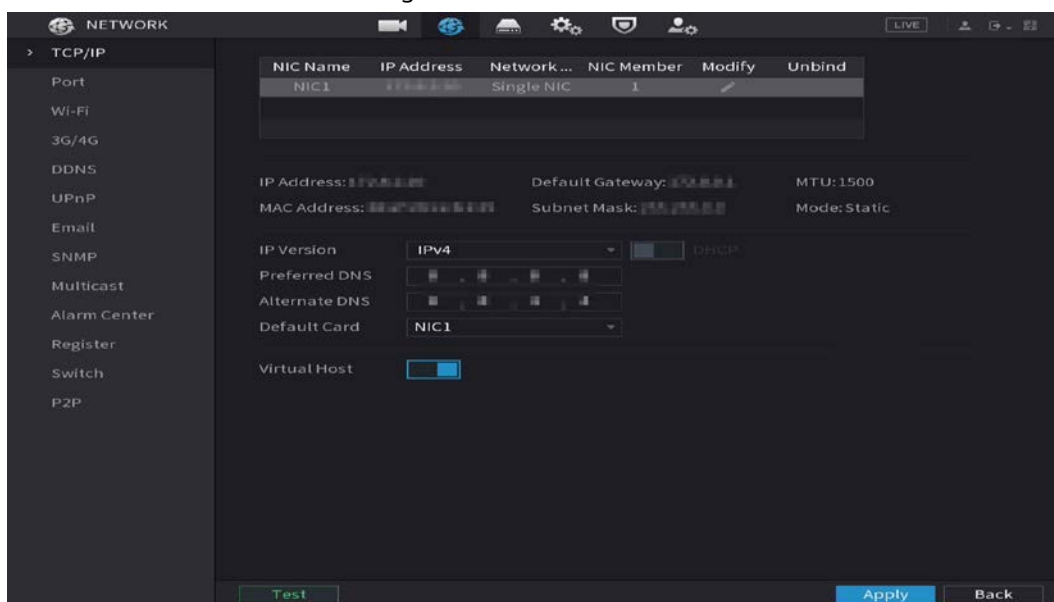 NETWORK
LIVE
TCP/IP
Port
Wi-Fi
3G/4G
DDNS
UPnP
Email
SNMP
Multicast
Alarm Center
Register
Switch
P2P
NIC Name IP Address Network ... NIC Member Modify Unbind
NIC1 Single NIC 1
IP Address: Default Gateway: MTU:1500
MAC Address: Subnet Mask: Mode:Static
IP Version IPv4 DHCP
Preferred DNS
Alternate DNS
Default Card NIC1
Virtual Host
Test Apply Back